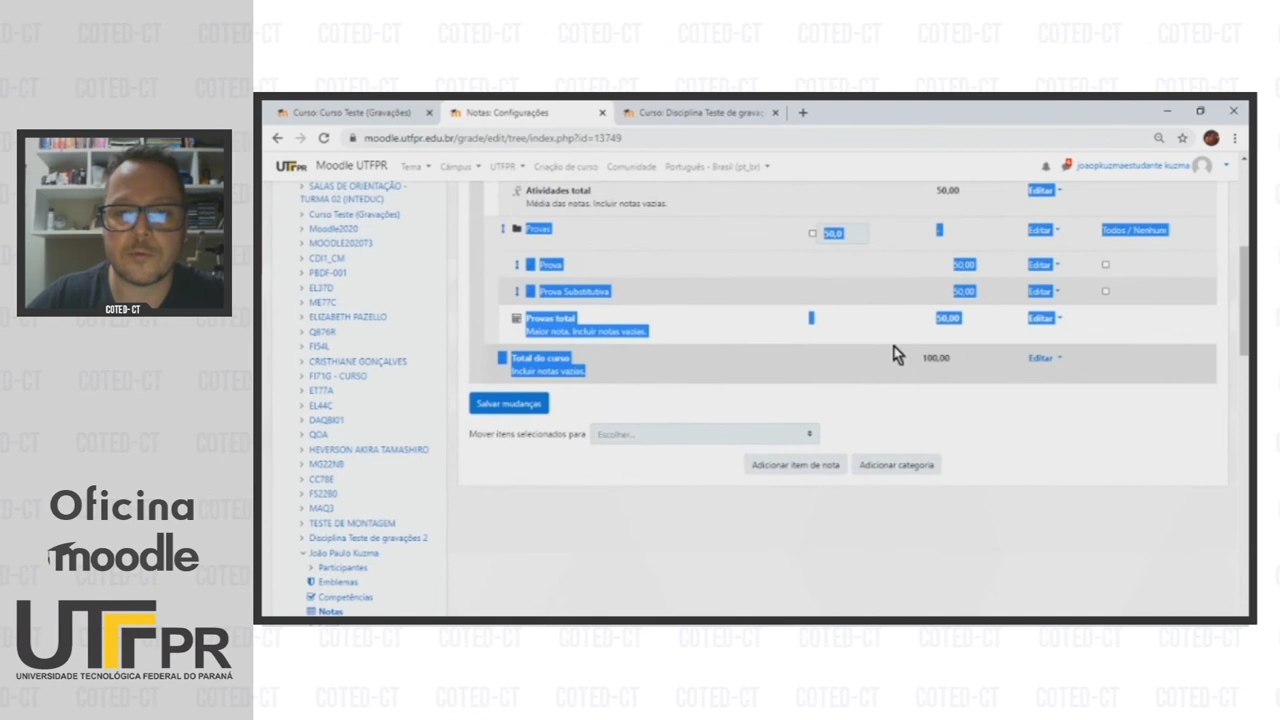 COTED-CT
Oficina
moodle
UTFPR
UNIVERSIDADE TECNOLÓGICA FEDERAL DO PARANÁ
Curso: Curso Teste (Gravações)
Notas: Configurações
Curso: Disciplina Teste de grava
moodle.utfpr.edu.br/grade/edit/tree/index.php?id=13749
UTFPR Moodle UTFPR Tema Câmpus UTFPR Criação de curso Comunidade Português - Brasil (pt_br) joaopkuzmaestudante kuzma
SALAS DE ORIENTAÇÃO -
TURMA 02 (INTEDUC)
Curso Teste (Gravações)
Moodle2020
MOODLE2020T3
CDI1_CM
PBDF-001
EL37D
ME77C
ELIZABETH PAZELLO
QB76R
FI54L
CRISTHIANE GONÇALVES
FI71G - CURSO
ET77A
EL44C
DAQBI01
QOA
HEVERSON AKIRA TAMASHIRO
MG22NB
CC78E
FS22B0
MAQ3
TESTE DE MONTAGEM
Disciplina Teste de gravações 2
João Paulo Kuzma
Participantes
Emblemas
Competências
Notas
Atividades total 50,00 Editar
Média das notas. Incluir notas vazias.
Provas 50,0 - Editar Todos / Nenhum
Prova 50,00 Editar
Prova Substitutiva 50,00 Editar
Provas total 50,00 Editar
Maior nota. Incluir notas vazias.
Total do curso 100,00 Editar
Incluir notas vazias.
Salvar mudanças
Mover itens selecionados para Escolher...
Adicionar item de nota Adicionar categoria